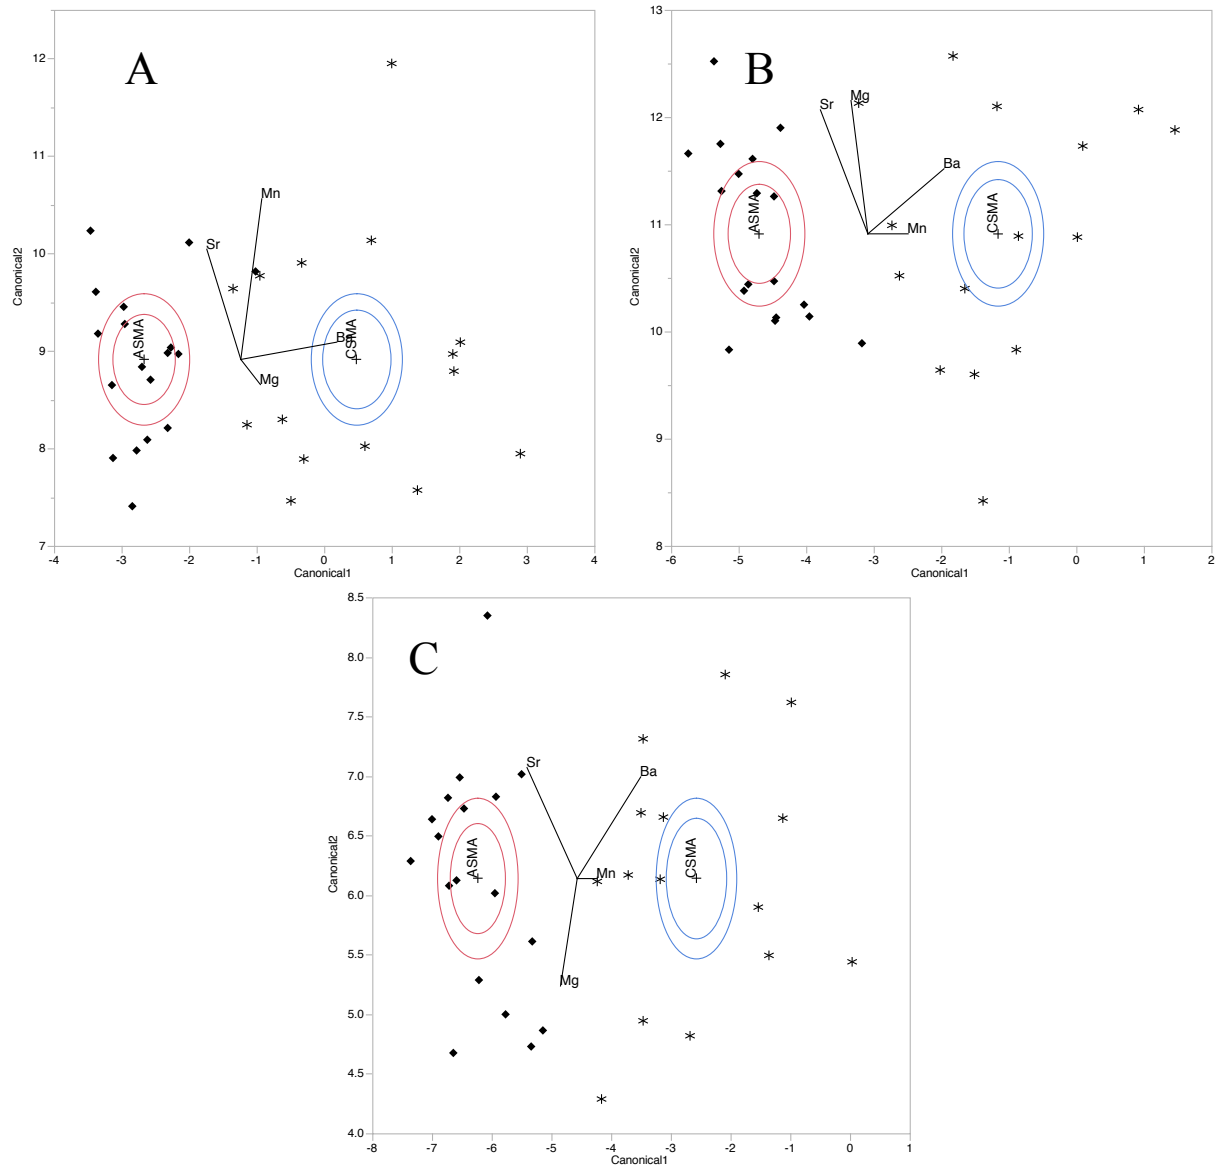 A
12
11
10
9
8
7
Canonical2
Mn
Sr
Ba
Mg
ASMA
CSMA
-4 -3 -2 -1 0 1 2 3 4
Canonical1
B
13
12
11
10
9
8
Canonical2
Sr
Mg
Ba
Mn
ASMA
CSMA
-6 -5 -4 -3 -2 -1 0 1 2
Canonical1
C
8.5
8.0
7.5
7.0
6.5
6.0
5.5
5.0
4.5
4.0
Canonical2
Sr
Ba
Mn
Mg
ASMA
CSMA
-8 -7 -6 -5 -4 -3 -2 -1 0 1
Canonical1